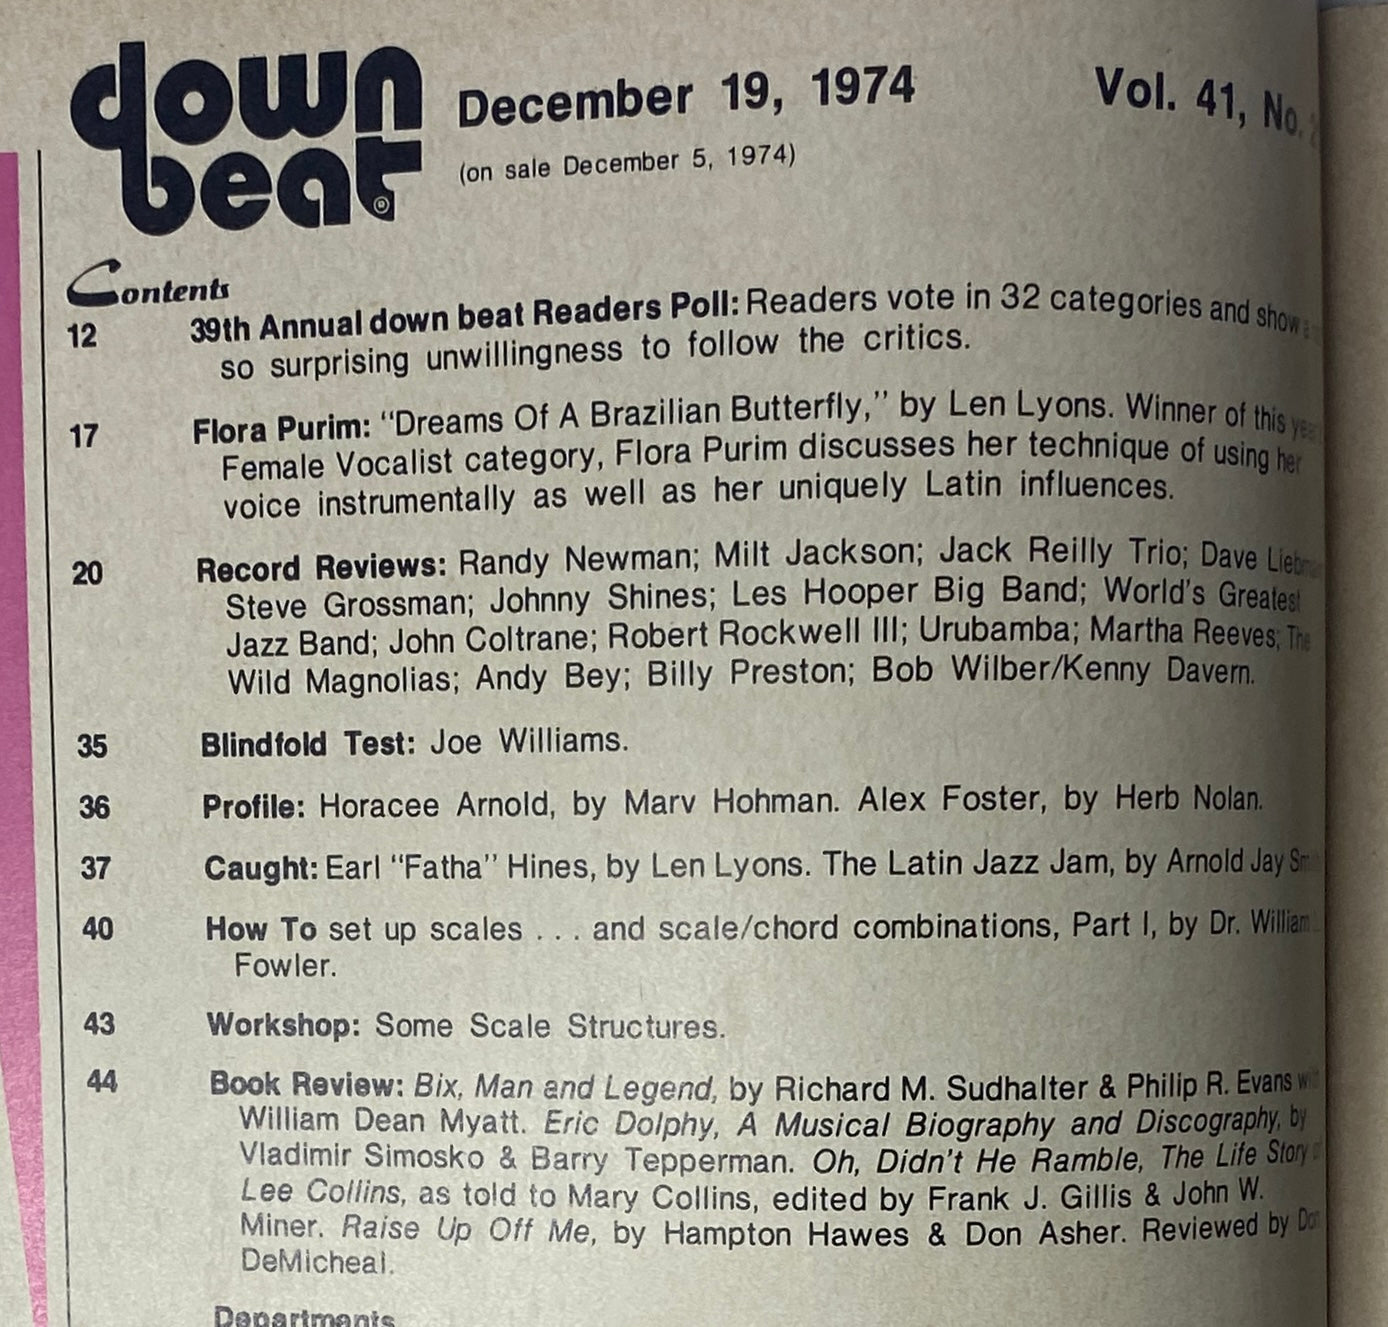 down
beat ®
December 19, 1974
Vol. 41, No.
(on sale December 5, 1974)
Contents
12 39th Annual down beat Readers Poll: Readers vote in 32 categories and show
so surprising unwillingness to follow the critics.
17 Flora Purim: "Dreams Of A Brazilian Butterfly," by Len Lyons. Winner of this
Female Vocalist category, Flora Purim discusses her technique of using her
voice instrumentally as well as her uniquely Latin influences.
20 Record Reviews: Randy Newman; Milt Jackson; Jack Reilly Trio; Dave
Steve Grossman; Johnny Shines; Les Hooper Big Band; World's Greatest
Jazz Band; John Coltrane; Robert Rockwell III; Urubamba; Martha Reeves; The
Wild Magnolias; Andy Bey; Billy Preston; Bob Wilber/Kenny Davern.
35 Blindfold Test: Joe Williams.
36 Profile: Horacee Arnold, by Marv Hohman. Alex Foster, by Herb Nolan.
37 Caught: Earl "Fatha" Hines, by Len Lyons. The Latin Jazz Jam, by Arnold Jay
40 How To set up scales . . . and scale/chord combinations, Part I, by Dr. William
Fowler.
43 Workshop: Some Scale Structures.
44 Book Review: Bix, Man and Legend, by Richard M. Sudhalter & Philip R. Evans
William Dean Myatt. Eric Dolphy, A Musical Biography and Discography, by
Vladimir Simosko & Barry Tepperman. Oh, Didn't He Ramble, The Life Story
Lee Collins, as told to Mary Collins, edited by Frank J. Gillis & John W.
Miner. Raise Up Off Me, by Hampton Hawes & Don Asher. Reviewed by
DeMicheal.
Departments